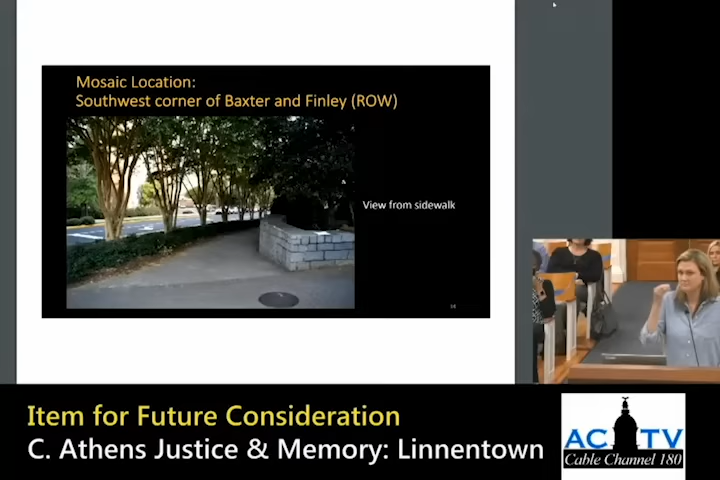 Mosaic Location:
Southwest corner of Baxter and Finley (ROW)
View from sidewalk
Item for Future Consideration
C. Athens Justice & Memory: Linnentown
AC TV
Cable Channel 180